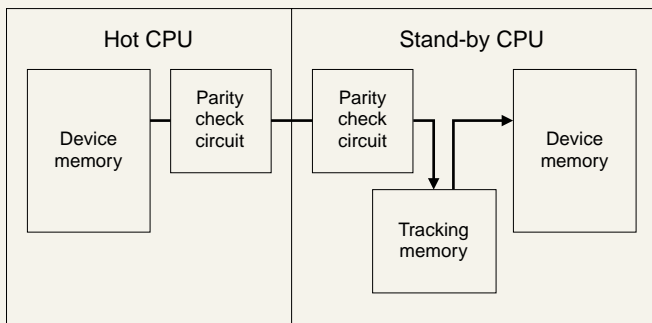 Hot CPU
Device
memory
Parity
check
circuit
Stand-by CPU
Parity
check
circuit
Tracking
memory
Device
memory